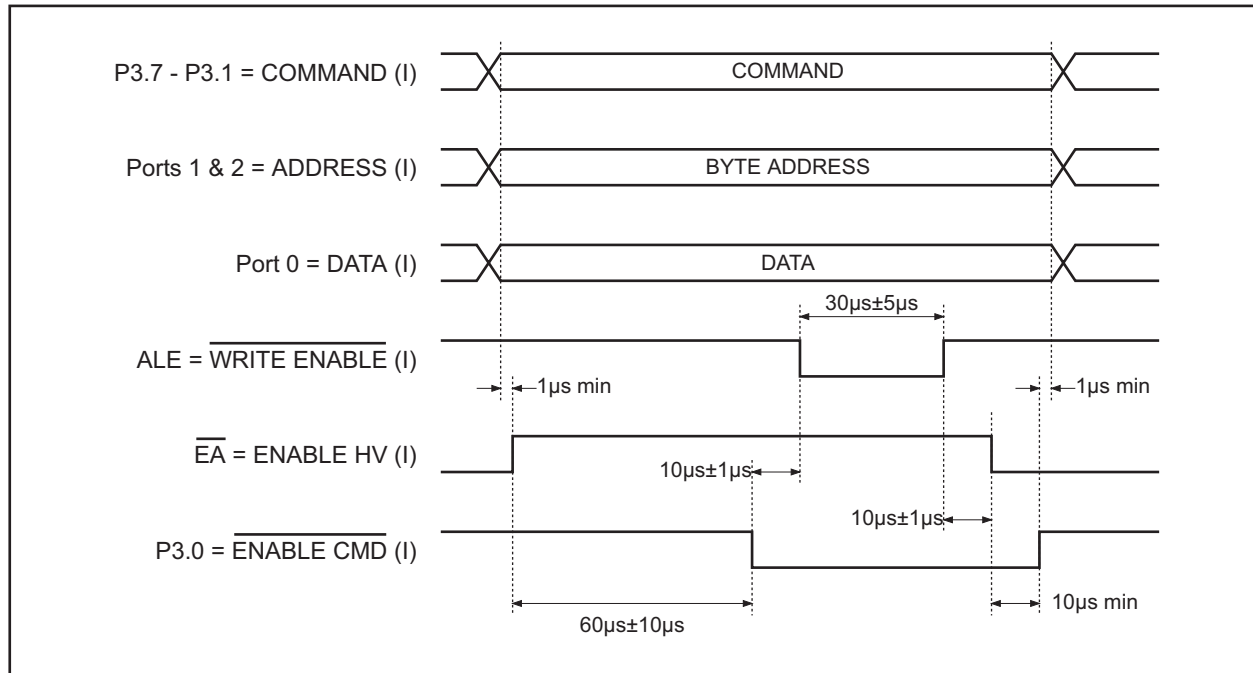 P3.7 - P3.1 = COMMAND (I)
COMMAND
Ports 1 & 2 = ADDRESS (I)
BYTE ADDRESS
Port 0 = DATA (I)
DATA
30µs±5µs
ALE = WRITE ENABLE (I)
1µs min
1µs min
EA = ENABLE HV (I)
10µs±1µs
10µs±1µs
P3.0 = ENABLE CMD (I)
60µs±10µs
10µs min